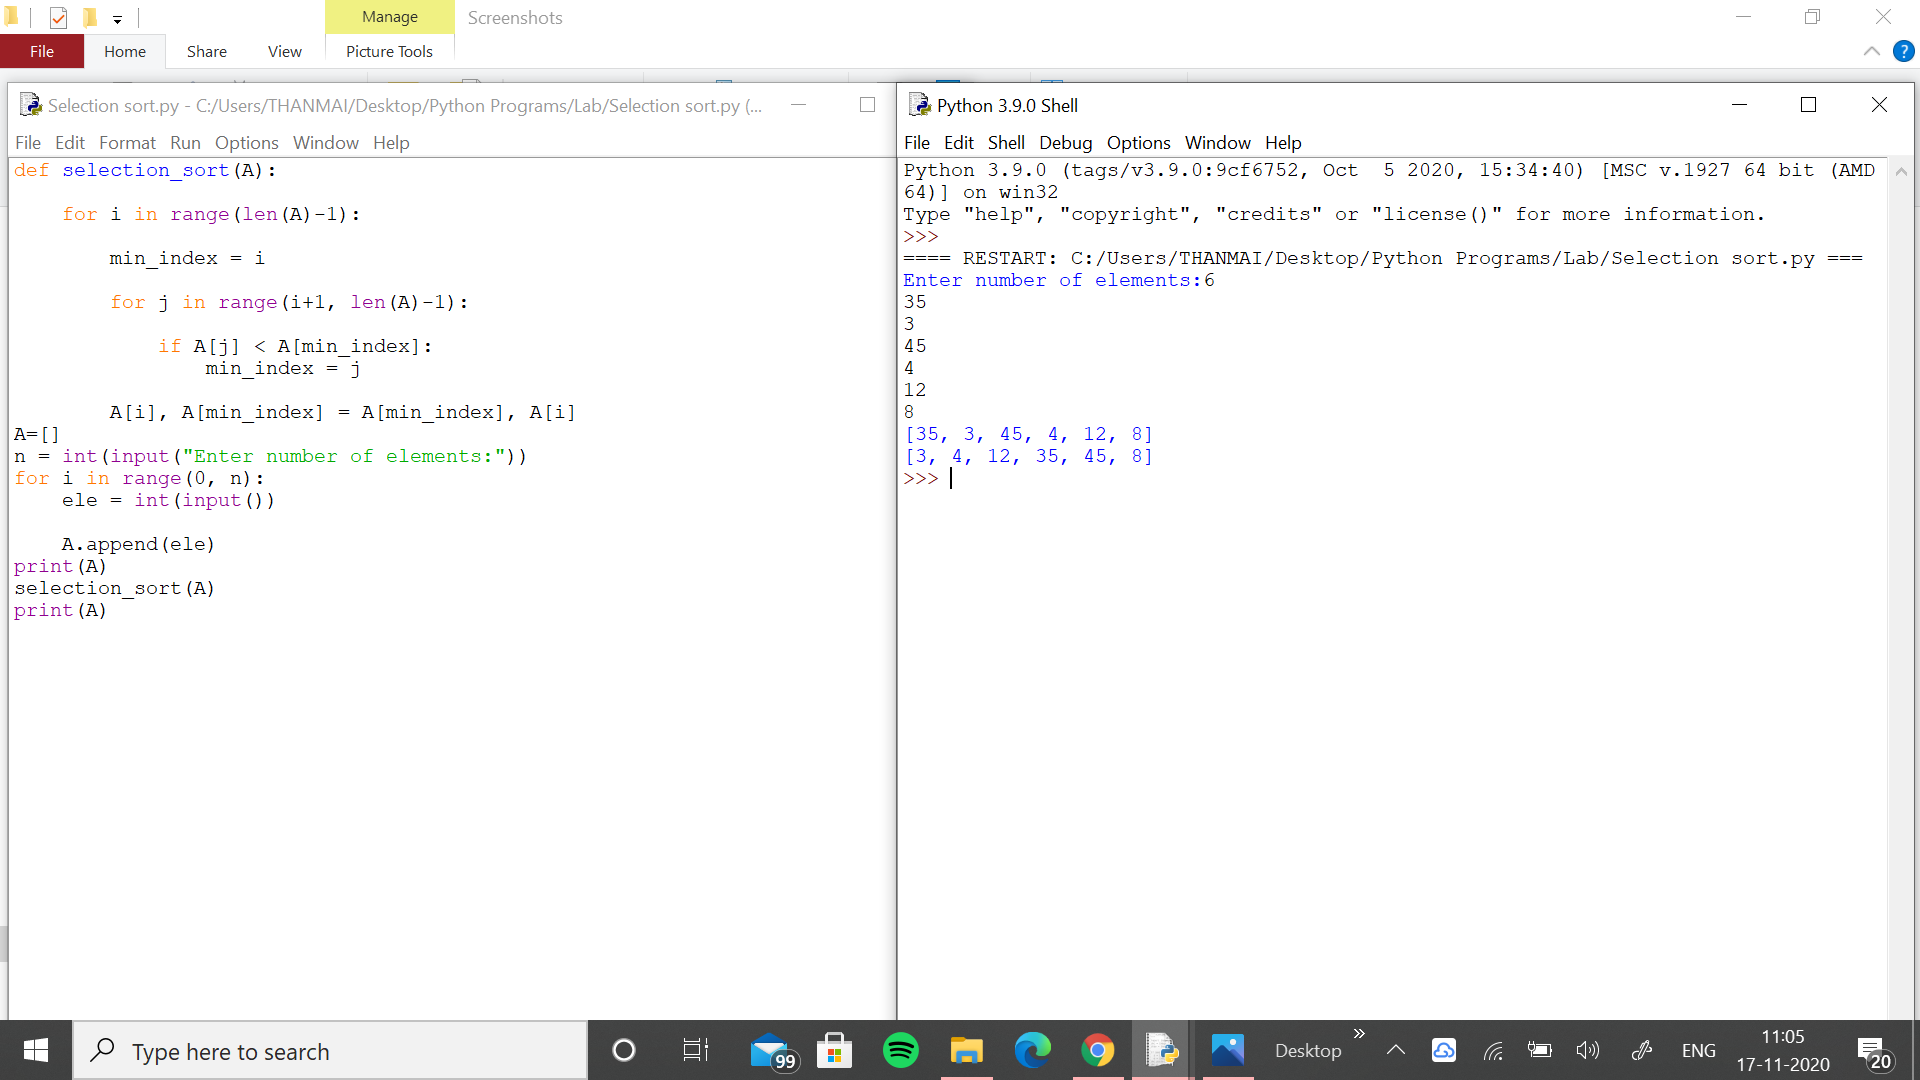 Manage
Screenshots
File
Home
Share
View
Picture Tools
?
Selection sort.py - C:/Users/THANMAI/Desktop/Python Programs/Lab/Selection sort.py (...
File Edit Format Run Options Window Help
def selection_sort(A):
    for i in range(len(A)-1):
        min_index = i
        for j in range(i+1, len(A)-1):
            if A[j] < A[min_index]:
                min_index = j
        A[i], A[min_index] = A[min_index], A[i]
A=[]
n = int(input("Enter number of elements:"))
for i in range(0, n):
    ele = int(input())
    A.append(ele)
print(A)
selection_sort(A)
print(A)
Python 3.9.0 Shell
File Edit Shell Debug Options Window Help
Python 3.9.0 (tags/v3.9.0:9cf6752, Oct  5 2020, 15:34:40) [MSC v.1927 64 bit (AMD
64)] on win32
Type "help", "copyright", "credits" or "license()" for more information.
>>>
==== RESTART: C:/Users/THANMAI/Desktop/Python Programs/Lab/Selection sort.py ===
Enter number of elements:6
35
3
45
4
12
8
[35, 3, 45, 4, 12, 8]
[3, 4, 12, 35, 45, 8]
>>>
Type here to search
99
Desktop
ENG
11:05
17-11-2020
20